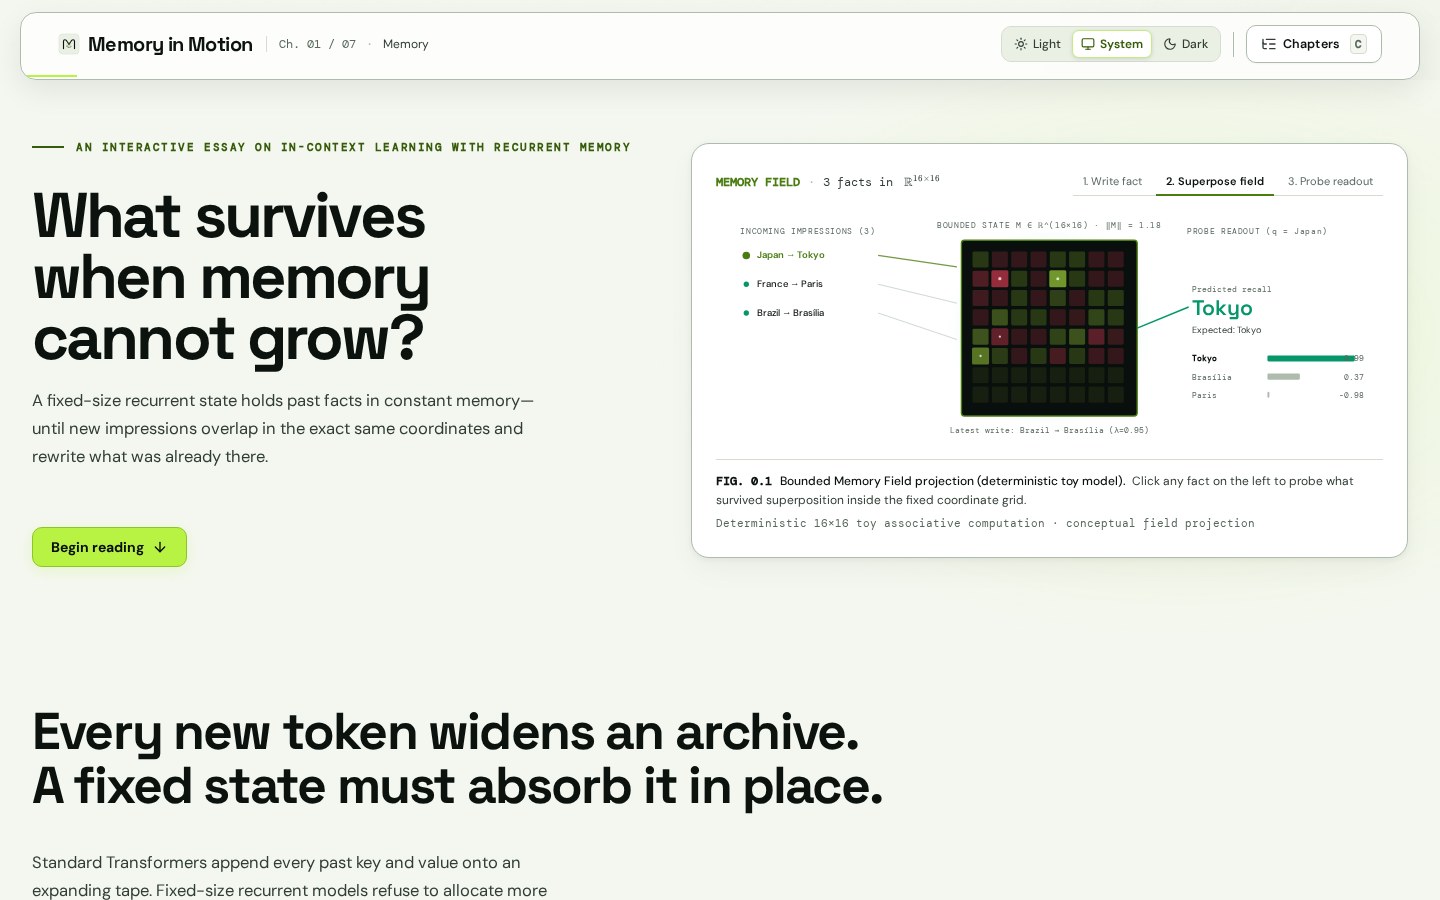 Memory in Motion
Ch. 01 / 07 · Memory
Light
System
Dark
Chapters C
AN INTERACTIVE ESSAY ON IN-CONTEXT LEARNING WITH RECURRENT MEMORY
What survives
when memory
cannot grow?
A fixed-size recurrent state holds past facts in constant memory—
until new impressions overlap in the exact same coordinates and
rewrite what was already there.
Begin reading ↓
MEMORY FIELD · 3 facts in ℝ¹⁶ˣ¹⁶
1. Write fact
2. Superpose field
3. Probe readout
INCOMING IMPRESSIONS (3)
Japan → Tokyo
France → Paris
Brazil → Brasília
BOUNDED STATE M ∈ ℝ^(16×16) · ‖M‖ = 1.18
Latest write: Brazil → Brasília (λ=0.95)
PROBE READOUT (q = Japan)
Predicted recall
Tokyo
Expected: Tokyo
Tokyo
Brasília 0.37
Paris -0.98
FIG. 0.1 Bounded Memory Field projection (deterministic toy model). Click any fact on the left to probe what
survived superposition inside the fixed coordinate grid.
Deterministic 16×16 toy associative computation · conceptual field projection
Every new token widens an archive.
A fixed state must absorb it in place.
Standard Transformers append every past key and value onto an
expanding tape. Fixed-size recurrent models refuse to allocate more